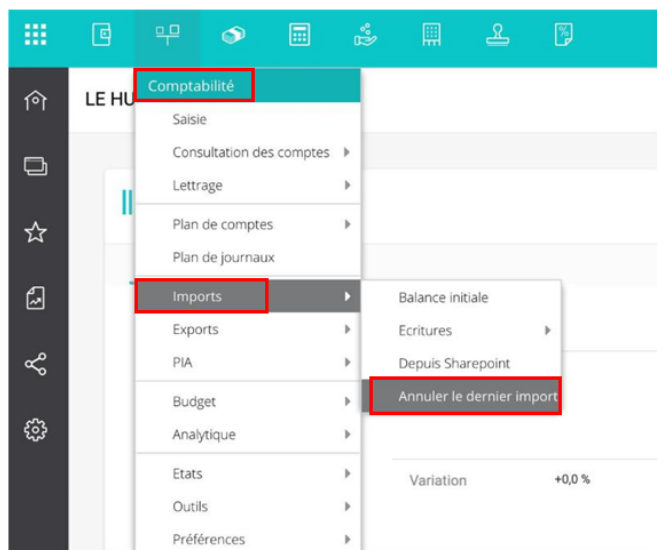 Comptabilité
LE HU
Saisie
Consultation des comptes
Lettrage
Plan de comptes
Plan de journaux
Imports
Balance initiale
Exports
Ecritures
PIA
Depuis Sharepoint
Annuler le dernier import
Budget
Analytique
Etats
Variation +0,0 %
Outils
Préférences